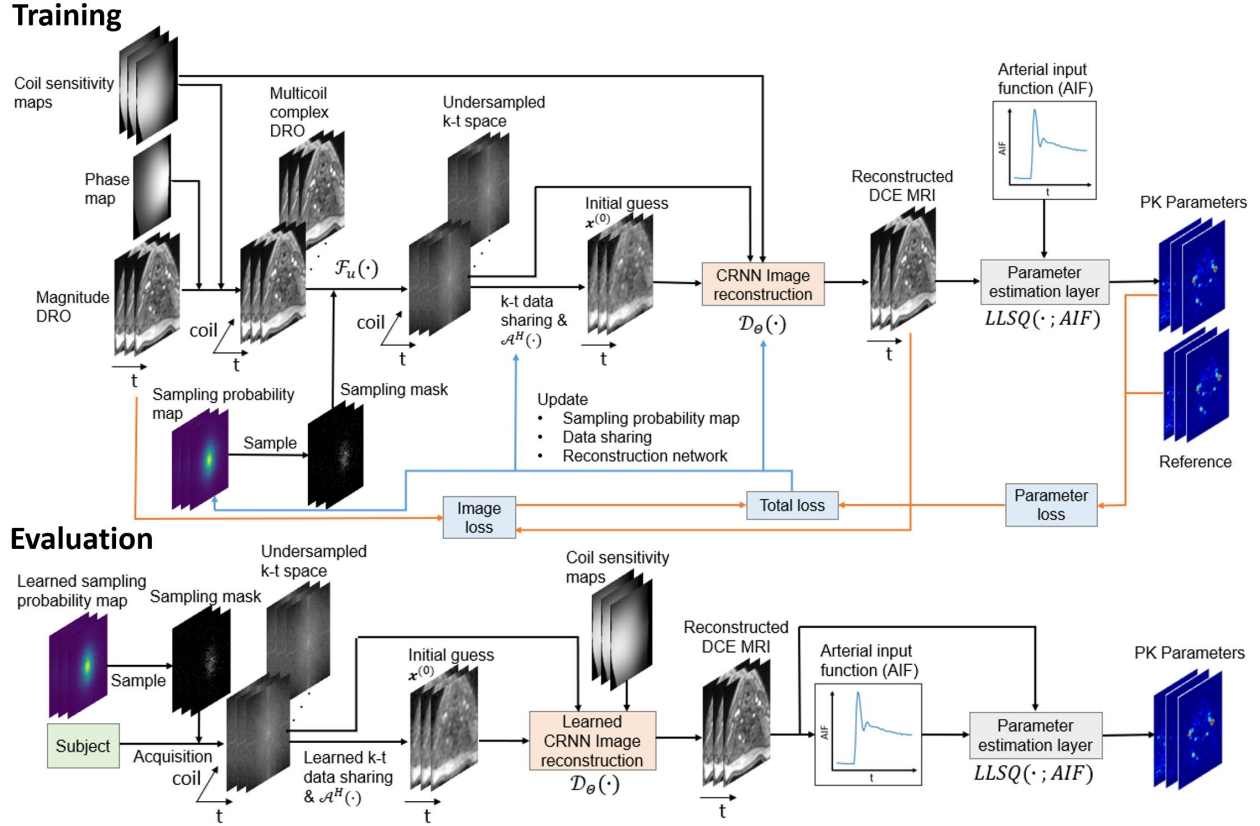 Training
Coil sensitivity
maps
Phase
map
Magnitude
DRO
t
coil
t
Multicoil
complex
DRO
ℱ𝑢(·)
Undersampled
k-t space
coil
t
k-t data
sharing &
𝒜ᴴ(·)
Initial guess
𝒙⁽⁰⁾
t
CRNN Image
reconstruction
𝒟Θ(·)
Reconstructed
DCE MRI
t
Arterial input
function (AIF)
AIF
t
Parameter
estimation layer
LLSQ(· ; AIF)
PK Parameters
Reference
Sampling probability
map
Sample
Sampling mask
Update
• Sampling probability map
• Data sharing
• Reconstruction network
Image
loss
Total loss
Parameter
loss
Evaluation
Learned sampling
probability map
Sample
Sampling mask
Subject
Acquisition
Undersampled
k-t space
coil
t
Learned k-t
data sharing
& 𝒜ᴴ(·)
Initial guess
𝒙⁽⁰⁾
t
Coil sensitivity
maps
Learned
CRNN Image
reconstruction
𝒟Θ(·)
Reconstructed
DCE MRI
t
Arterial input
function (AIF)
AIF
t
Parameter
estimation layer
LLSQ(· ; AIF)
PK Parameters